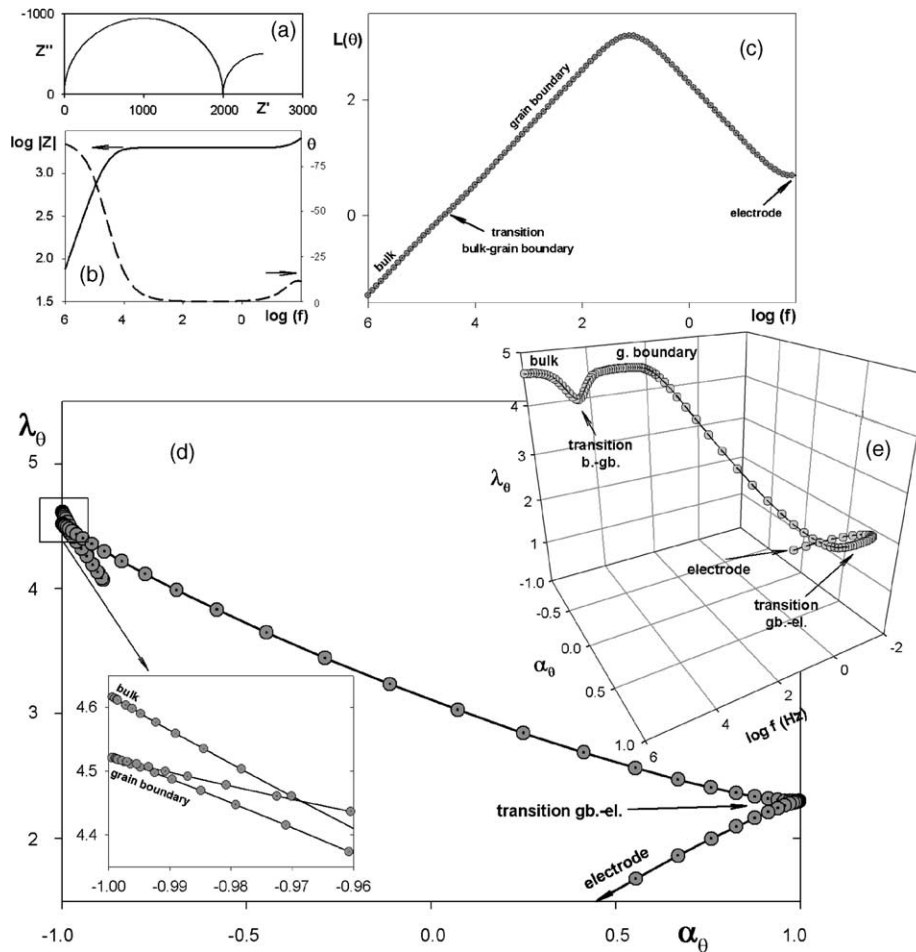 (a)
-1000
Z''
0
0 1000 2000 3000
Z'
(b)
log |Z|
θ
3.0
2.5
2.0
1.5
-75
-50
-25
0
6 4 2 0
log (f)
(c)
L(θ)
2
0
bulk
transition
bulk-grain boundary
grain boundary
electrode
6 4 2 0
log (f)
(e)
5
4
3
2
1
λθ
bulk
g. boundary
transition
b.-gb.
electrode
transition
gb.-el.
-1.0
-0.5
0.0
0.5
1.0
αθ
6
4
2
0
-2
log f (Hz)
(d)
λθ
5
4
3
2
transition gb.-el.
electrode
-1.0 -0.5 0.0 0.5 1.0
αθ
4.6
4.5
4.4
bulk
grain boundary
-1.00 -0.99 -0.98 -0.97 -0.96